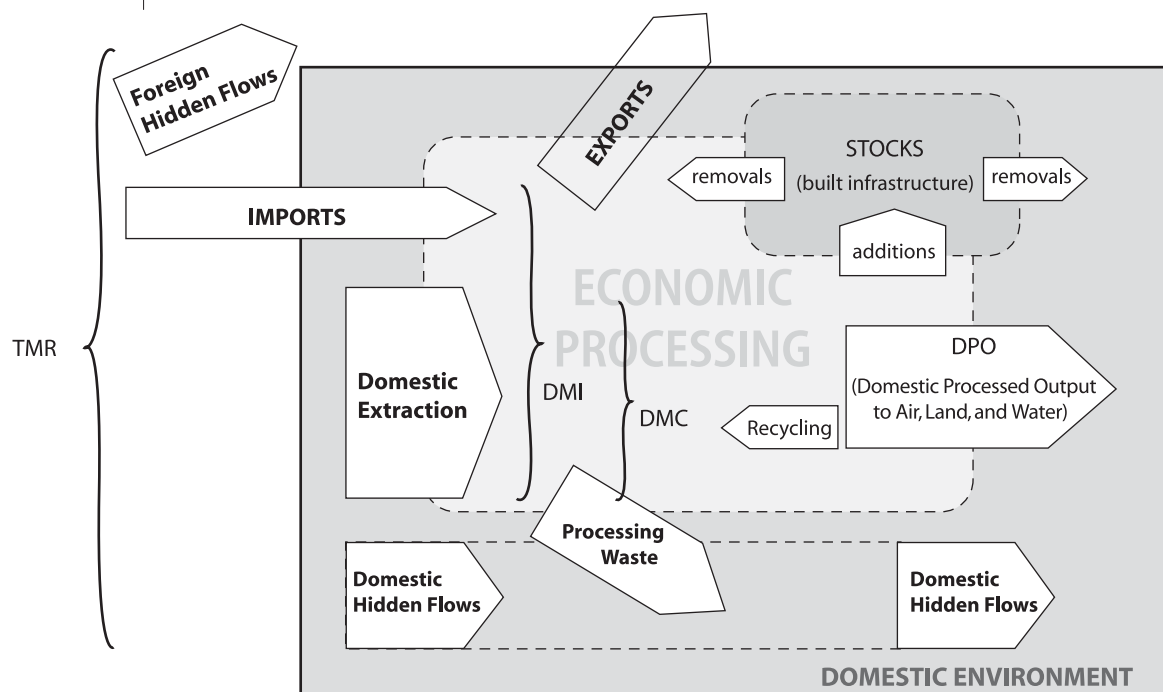 Foreign
Hidden Flows
EXPORTS
STOCKS
(built infrastructure)
removals
removals
additions
IMPORTS
ECONOMIC
PROCESSING
TMR
Domestic
Extraction
DMI
DMC
DPO
(Domestic Processed Output
to Air, Land, and Water)
Recycling
Processing
Waste
Domestic
Hidden Flows
Domestic
Hidden Flows
DOMESTIC ENVIRONMENT